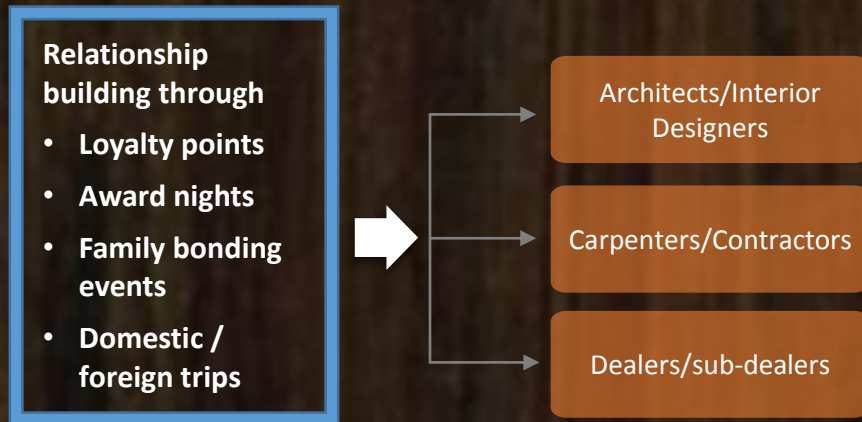 Relationship
building through
• Loyalty points
• Award nights
• Family bonding
events
• Domestic /
foreign trips
Architects/Interior
Designers
Carpenters/Contractors
Dealers/sub-dealers